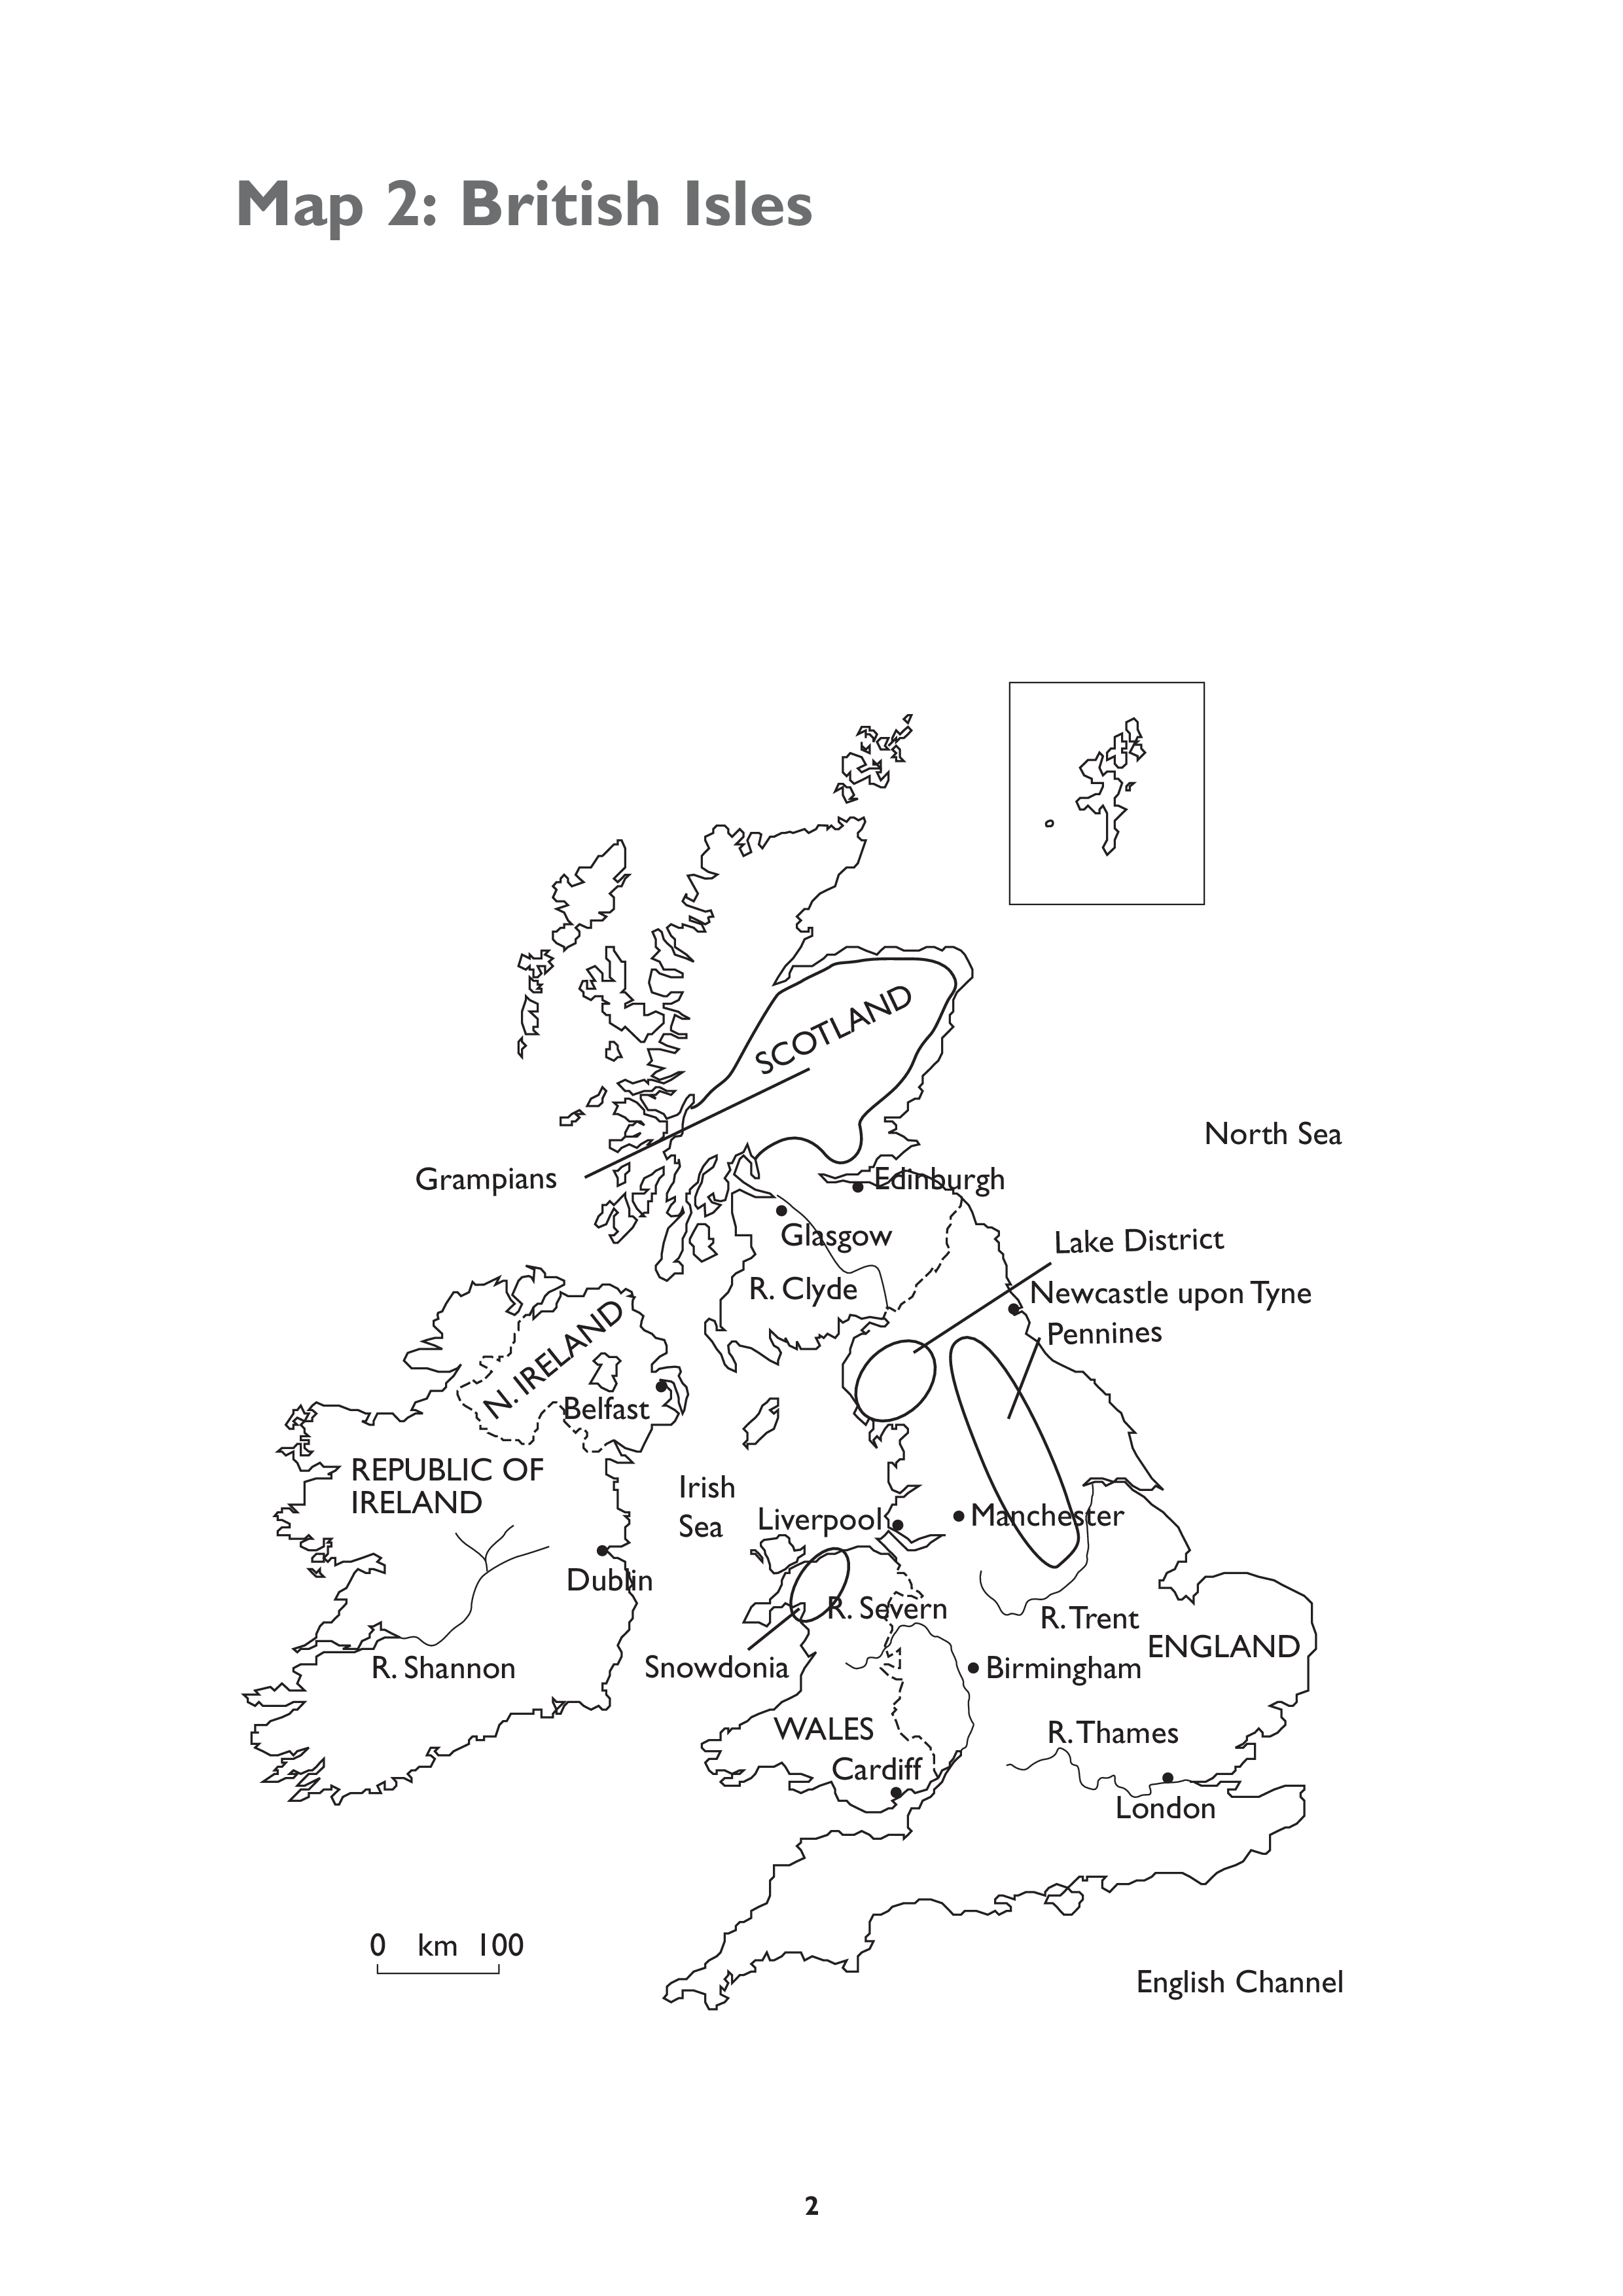 Map 2: British Isles
SCOTLAND
North Sea
Grampians
Edinburgh
Glasgow
Lake District
R. Clyde
Newcastle upon Tyne
Pennines
N. IRELAND
Belfast
REPUBLIC OF
IRELAND
Irish
Sea
Liverpool
Manchester
Dublin
R. Severn
R. Trent
ENGLAND
R. Shannon
Snowdonia
Birmingham
WALES
R. Thames
Cardiff
London
0 km 100
English Channel
2